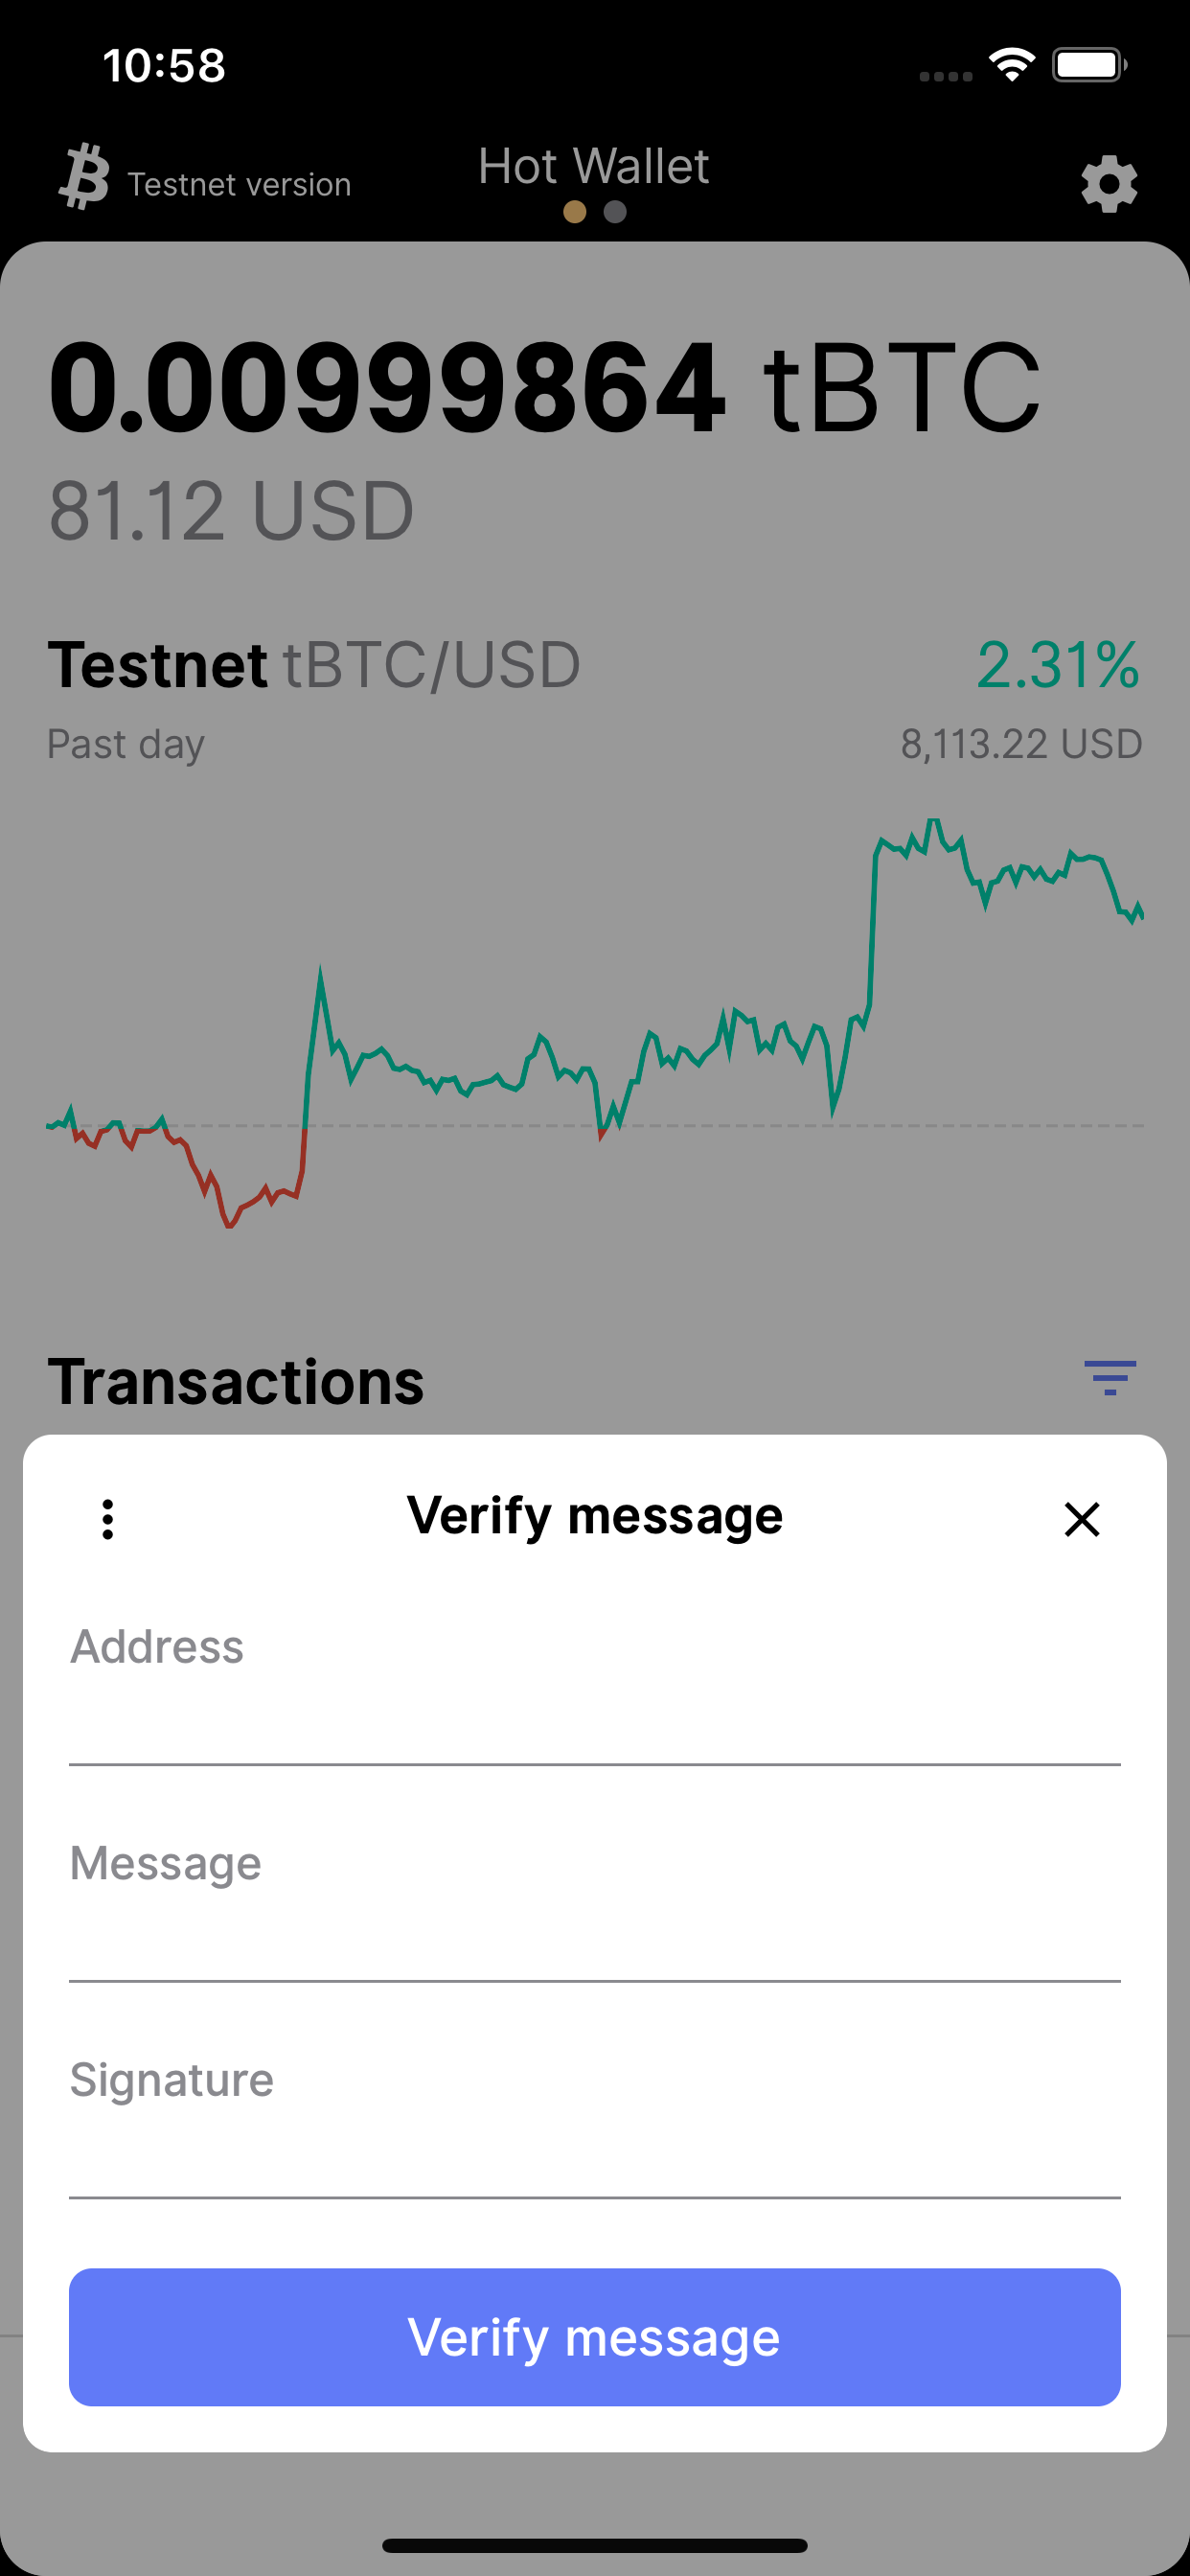 10:58
Testnet version
Hot Wallet
0.00999864 tBTC
81.12 USD
Testnet tBTC/USD
2.31%
Past day
8,113.22 USD
Transactions
Verify message
Address
Message
Signature
Verify message